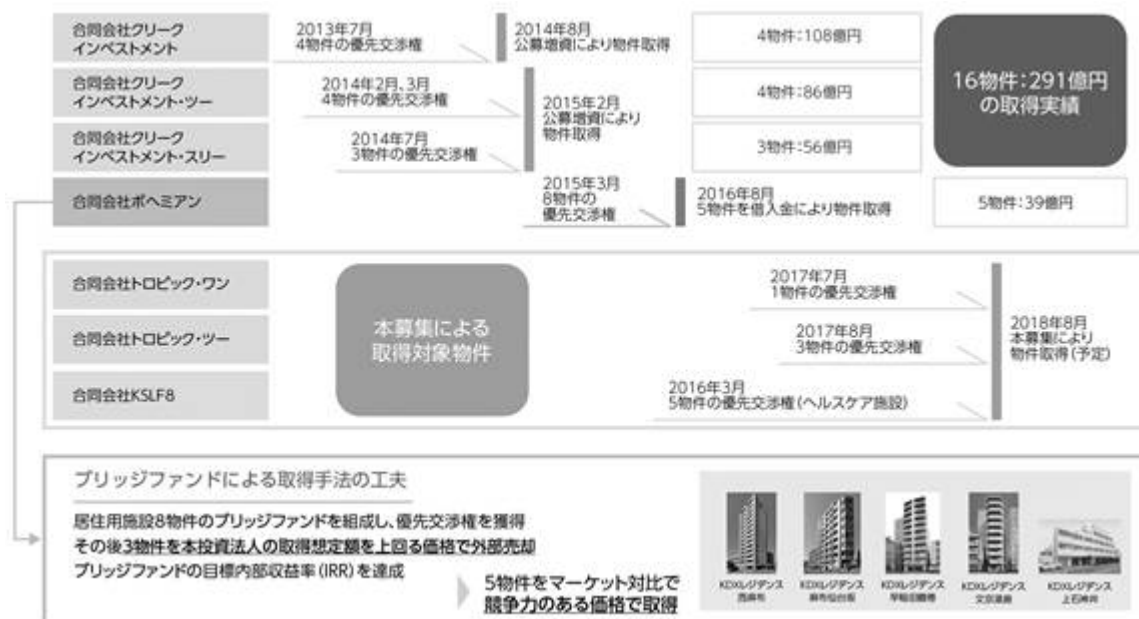 合同会社クリーク
インベストメント
2013年7月
4物件の優先交渉権
2014年8月
公募増資により物件取得
4物件:108億円
16物件:291億円
の取得実績
合同会社クリーク
インベストメント・ツー
2014年2月、3月
4物件の優先交渉権
2015年2月
公募増資により
物件取得
4物件:86億円
合同会社クリーク
インベストメント・スリー
2014年7月
3物件の優先交渉権
3物件:56億円
合同会社ボヘミアン
2015年3月
8物件の
優先交渉権
2016年8月
5物件を借入金により物件取得
5物件:39億円
合同会社トロピック・ワン
本募集による
取得対象物件
2017年7月
1物件の優先交渉権
合同会社トロピック・ツー
2017年8月
3物件の優先交渉権
2018年8月
本募集により
物件取得(予定)
合同会社KSLF8
2016年3月
5物件の優先交渉権(ヘルスケア施設)
ブリッジファンドによる取得手法の工夫
居住用施設8物件のブリッジファンドを組成し、優先交渉権を獲得
その後3物件を本投資法人の取得想定額を上回る価格で外部売却
ブリッジファンドの目標内部収益率(IRR)を達成
5物件をマーケット対比で
競争力のある価格で取得
KDXレジデンス
西麻布
KDXレジデンス
麻布仙台坂
KDXレジデンス
早稲田鶴巻
KDXレジデンス
文京湯島
KDXレジデンス
上石神井